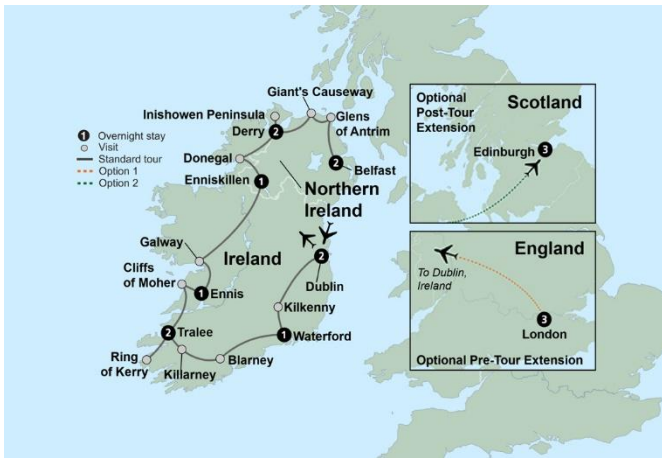 Giant's Causeway
Inishowen Peninsula
Glens
of Antrim
Derry
2
1 Overnight stay
Visit
Standard tour
Option 1
Option 2
Donegal
2
Belfast
Enniskillen
1
Northern
Ireland
Galway
Ireland
Cliffs
of Moher
2
Dublin
1
Ennis
Kilkenny
2
Tralee
1
Waterford
Ring
of Kerry
Killarney
Blarney
Optional
Post-Tour
Extension
Scotland
Edinburgh
3
England
To Dublin,
Ireland
3
London
Optional Pre-Tour Extension